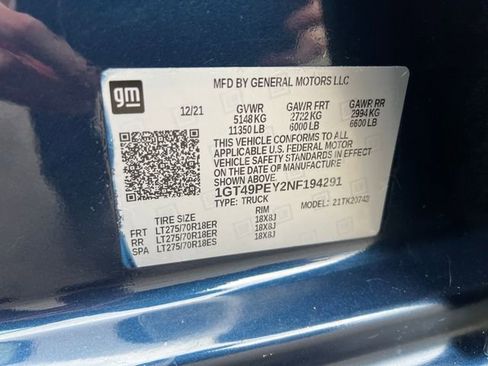 gm
MFD BY GENERAL MOTORS LLC
12/21 GVWR GAWR FRT GAWR RR
5148 KG 2722 KG 2994 KG
11350 LB 6000 LB 6600 LB
THIS VEHICLE CONFORMS TO ALL
APPLICABLE U.S. FEDERAL MOTOR
VEHICLE SAFETY STANDARDS IN
EFFECT ON THE DATE OF
MANUFACTURE SHOWN ABOVE.
1GT49PEY2NF194291
TYPE: TRUCK MODEL: 21TK20743
TIRE SIZE RIM
FRT LT275/70R18ER 18X8J
RR LT275/70R18ER 18X8J
SPA LT275/70R18ES 18X8J